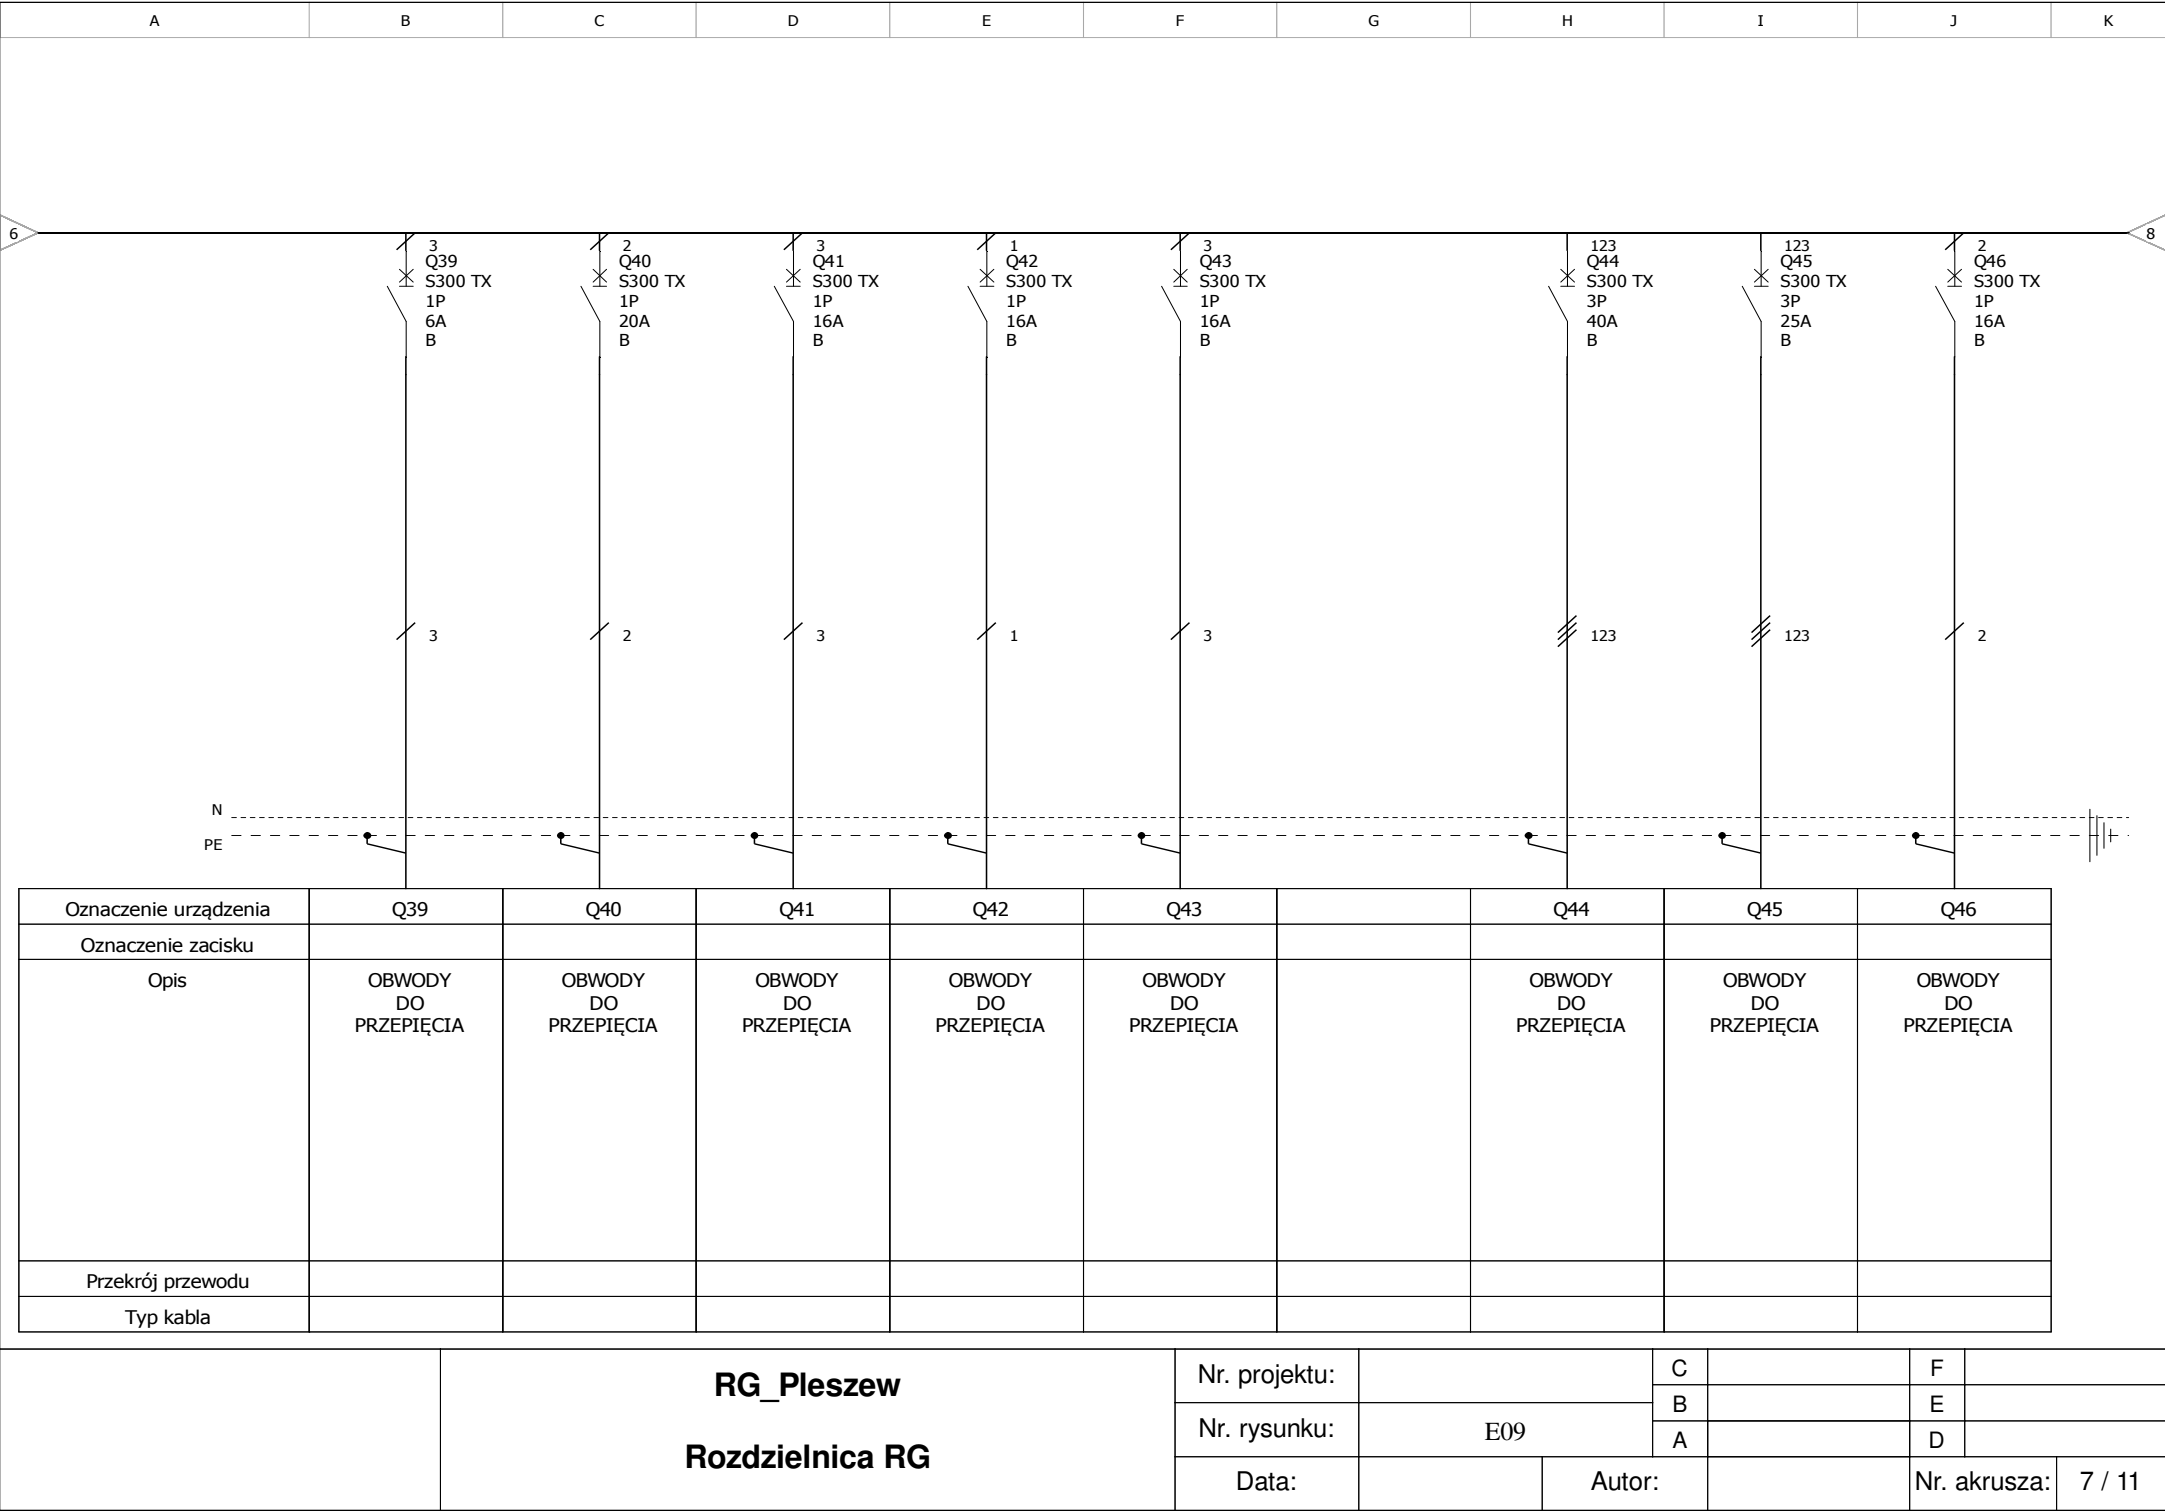 A B C D E F G H I J K
6 8
3 2 3 1 3 123 123 2
Q39 Q40 Q41 Q42 Q43 Q44 Q45 Q46
S300 TX S300 TX S300 TX S300 TX S300 TX S300 TX S300 TX S300 TX
1P 1P 1P 1P 1P 3P 3P 1P
6A 20A 16A 16A 16A 40A 25A 16A
B B B B B B B B
3 2 3 1 3 123 123 2
N
PE
Oznaczenie urządzenia Q39 Q40 Q41 Q42 Q43 Q44 Q45 Q46
Oznaczenie zacisku
Opis OBWODY OBWODY OBWODY OBWODY OBWODY OBWODY OBWODY OBWODY
DO DO DO DO DO DO DO DO
PRZEPIĘCIA PRZEPIĘCIA PRZEPIĘCIA PRZEPIĘCIA PRZEPIĘCIA PRZEPIĘCIA PRZEPIĘCIA PRZEPIĘCIA
Przekrój przewodu
Typ kabla
RG_Pleszew
Rozdzielnica RG
Nr. projektu: C F
B E
Nr. rysunku: E09 A D
Data: Autor: Nr. akrusza: 7 / 11